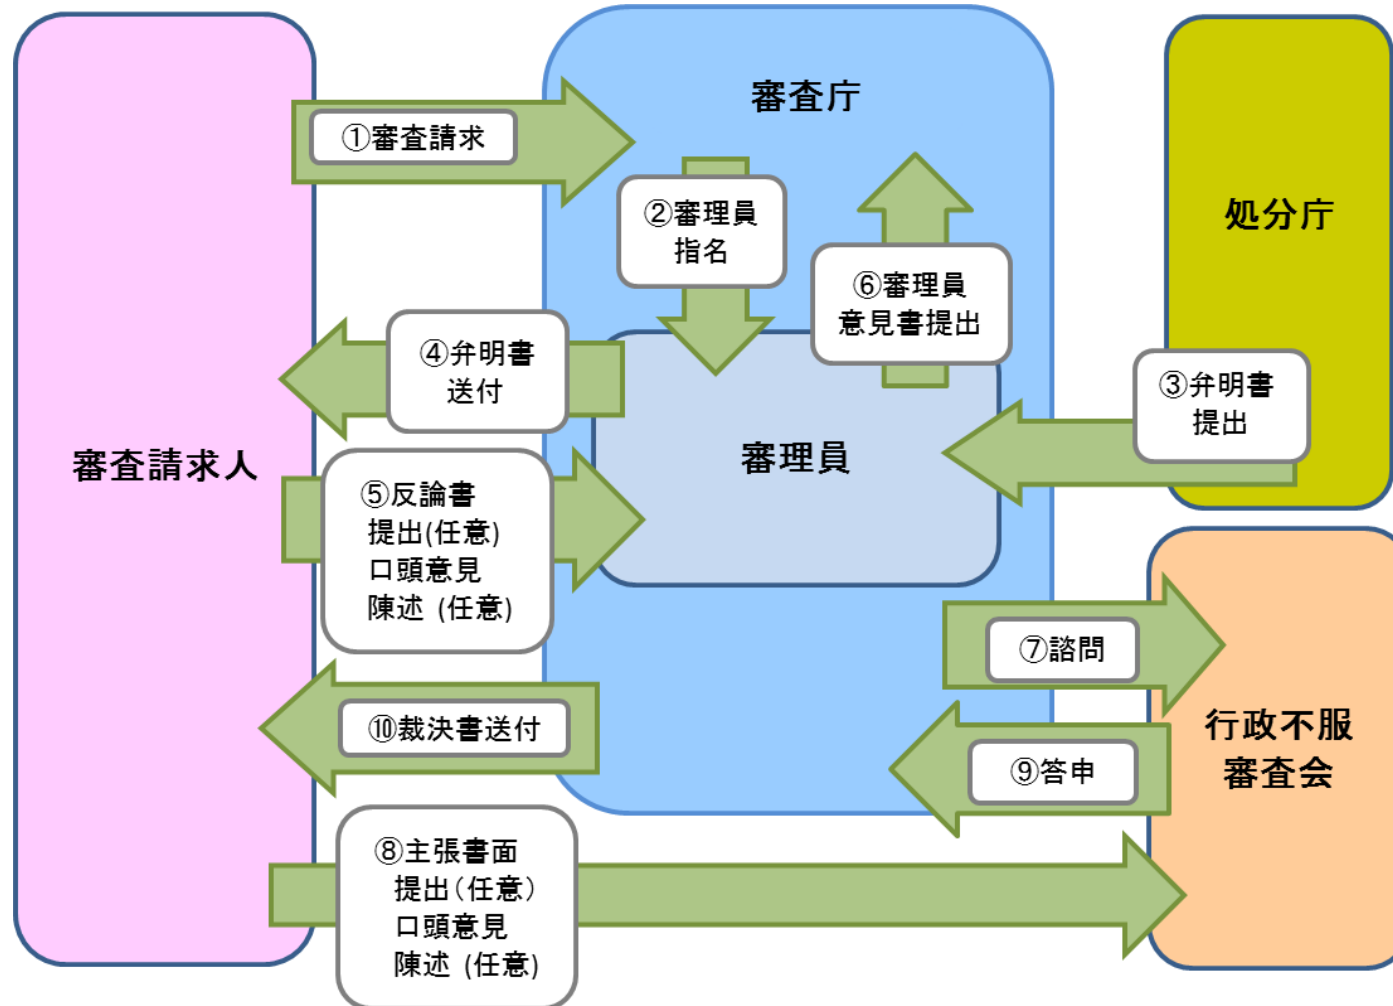 審査庁
①審査請求
処分庁
②審理員
指名
⑥審理員
意見書提出
④弁明書
送付
③弁明書
提出
審査請求人
審理員
⑤反論書
提出(任意)
口頭意見
陳述 (任意)
⑦諮問
⑩裁決書送付
行政不服
審査会
⑨答申
⑧主張書面
提出（任意）
口頭意見
陳述 (任意)